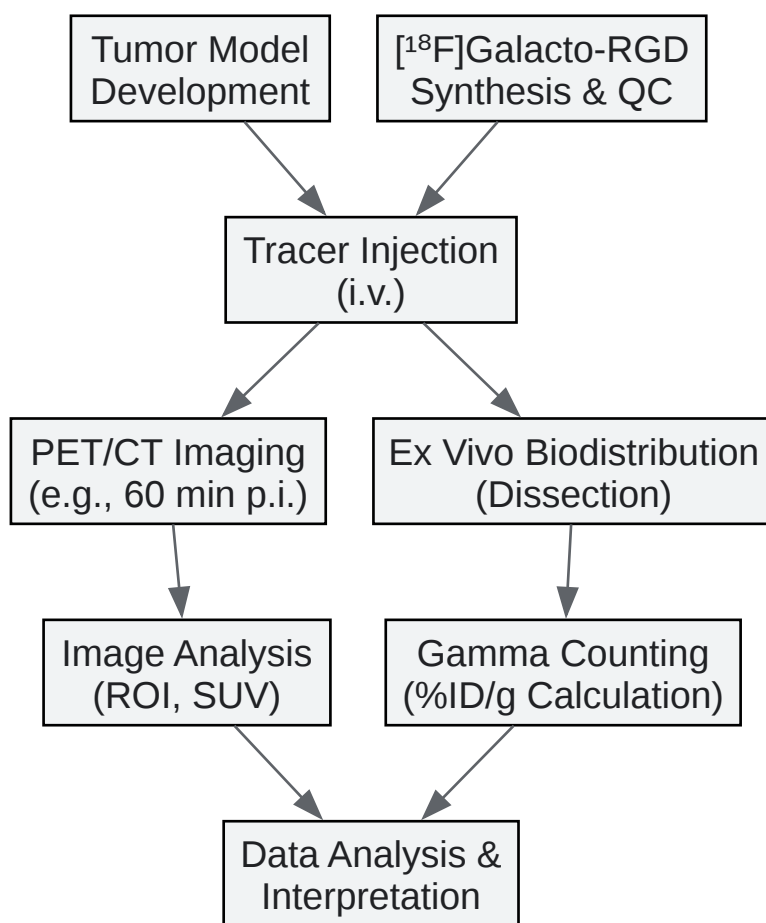 Tumor Model
Development
[¹⁸F]Galacto-RGD
Synthesis & QC
Tracer Injection
(i.v.)
PET/CT Imaging
(e.g., 60 min p.i.)
Ex Vivo Biodistribution
(Dissection)
Image Analysis
(ROI, SUV)
Gamma Counting
(%ID/g Calculation)
Data Analysis &
Interpretation